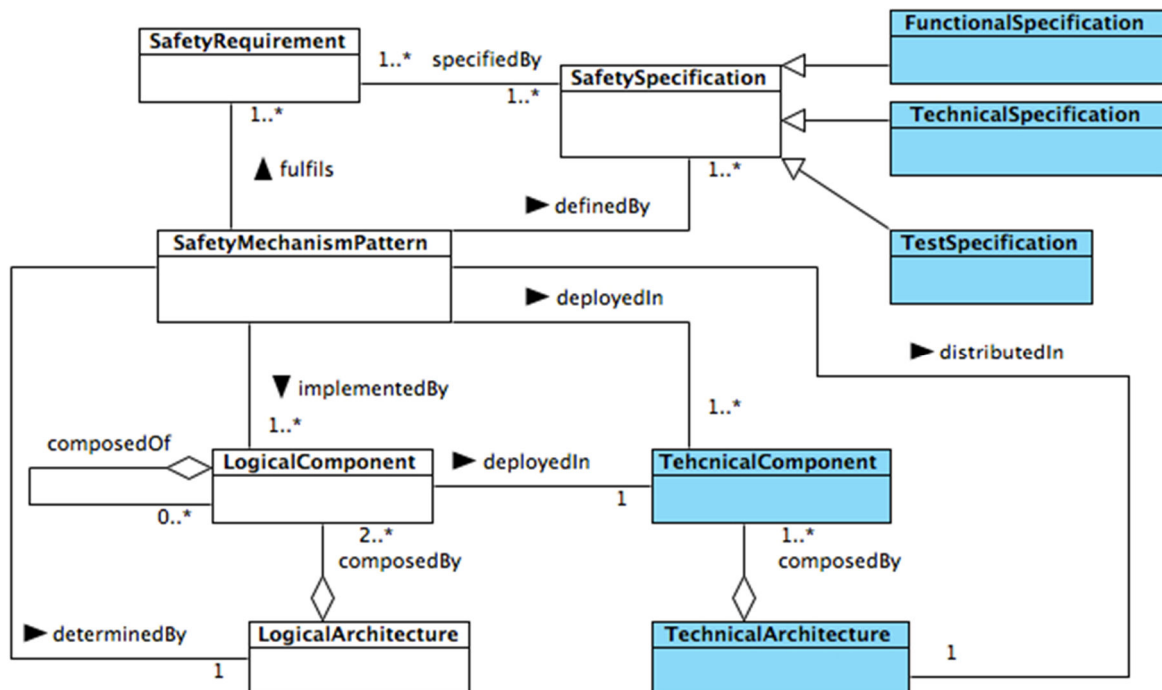 FunctionalSpecification
SafetyRequirement
1..* specifiedBy
SafetySpecification
1..*
1..*
TechnicalSpecification
fulfils
1..*
definedBy
SafetyMechanismPattern
TestSpecification
deployedIn
distributedIn
implementedBy
1..*
1..*
composedOf
LogicalComponent
deployedIn
TehcnicalComponent
1
0..*
2..*
1..*
composedBy
composedBy
determinedBy
LogicalArchitecture
TechnicalArchitecture
1
1